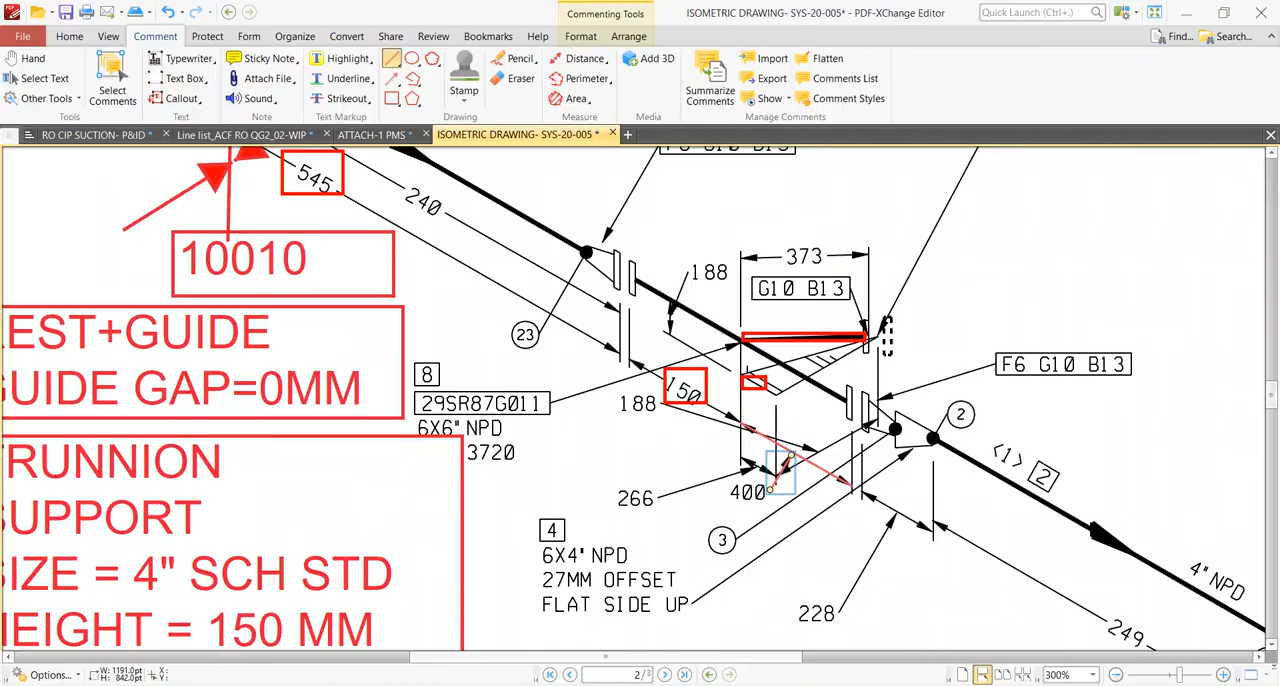 Commenting Tools
ISOMETRIC DRAWING- SYS-20-005* - PDF-XChange Editor
Quick Launch (Ctrl+.)
File Home View Comment Protect Form Organize Convert Share Review Bookmarks Help Format Arrange
Find... Search...
Hand
Select Text
Other Tools
Tools
Select Comments
Typewriter
Text Box
Callout
Text
Sticky Note
Attach File
Sound
Note
Highlight
Underline
Strikeout
Text Markup
Stamp
Pencil
Eraser
Drawing
Distance
Perimeter
Area
Measure
Add 3D
Media
Summarize Comments
Import
Export
Show
Flatten
Comments List
Comment Styles
Manage Comments
RO CIP SUCTION- P&ID *
Line list_ACF RO QG2_02-WIP *
ATTACH-1 PMS *
ISOMETRIC DRAWING- SYS-20-005 *
545
240
10010
EST+GUIDE
GUIDE GAP=0MM
RUNNION
SUPPORT
SIZE = 4" SCH STD
HEIGHT = 150 MM
F6 G10 B13
373
188
G10 B13
23
8
29SR87G011
6X6"NPD
3720
150
188
F6 G10 B13
2
<1> 2
266
400
4
6X4"NPD
27MM OFFSET
FLAT SIDE UP
3
228
249
4"NPD
Options...
W: 1191.0pt
H: 842.0pt
X:
Y:
2/3
300%